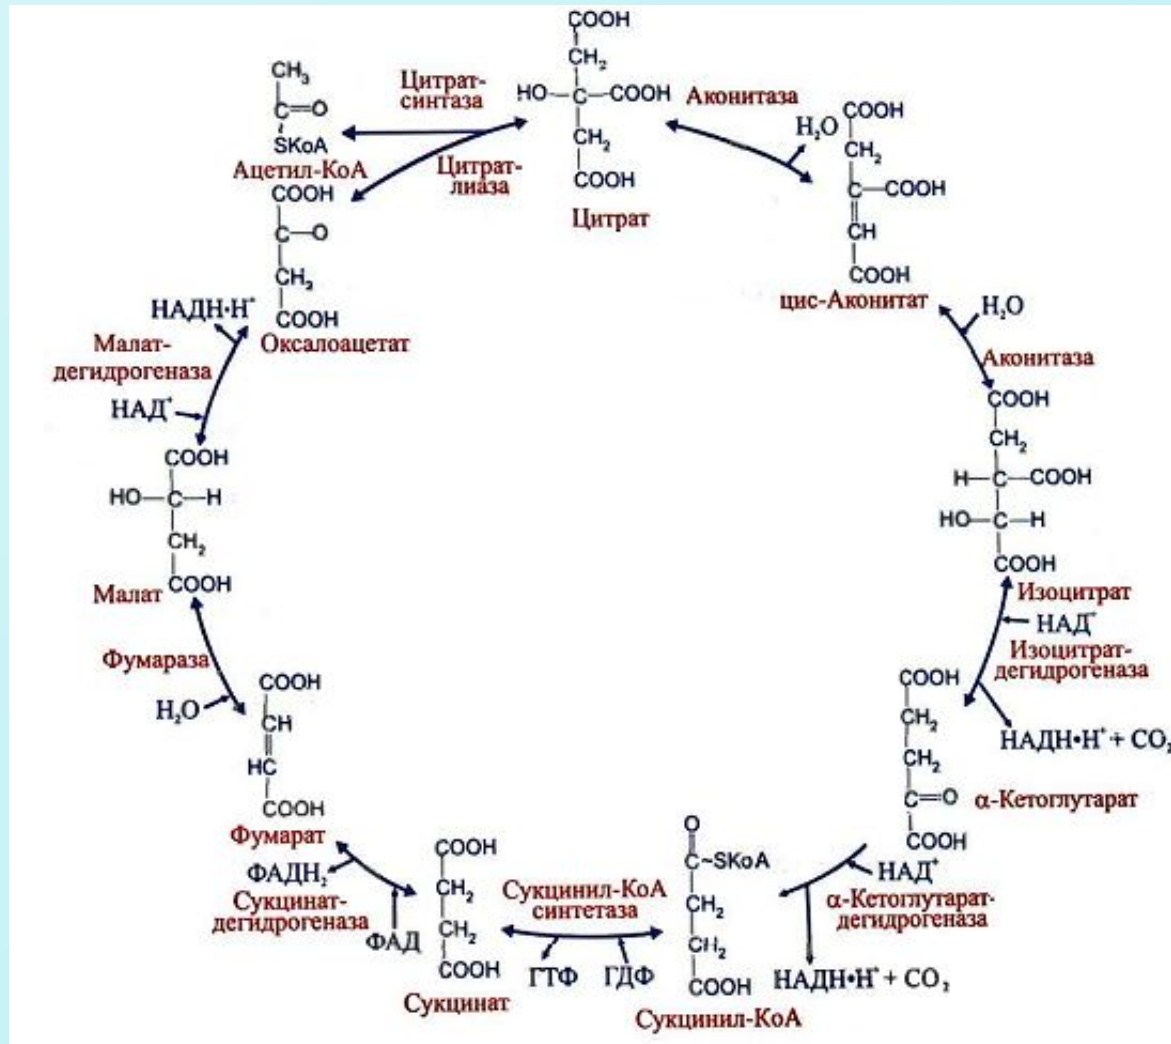 COOH
CH₂
HO—C—COOH
CH₂
COOH
Цитрат
Аконитаза
H₂O
COOH
CH₂
C—COOH
CH
COOH
цис-Аконитат
H₂O
Аконитаза
COOH
CH₂
H—C—COOH
HO—C—H
COOH
Изоцитрат
НАД⁺
Изоцитрат-
дегидрогеназа
НАДН•Н⁺ + CO₂
COOH
CH₂
CH₂
C=O
COOH
α-Кетоглутарат
НАД⁺
α-Кетоглутарат-
дегидрогеназа
НАДН•Н⁺ + CO₂
O
C~SKoA
CH₂
CH₂
COOH
Сукцинил-КоА
Сукцинил-КоА
синтетаза
ГТФ
ГДФ
COOH
CH₂
CH₂
COOH
Сукцинат
ФАДН₂
Сукцинат-
дегидрогеназа
ФАД
COOH
CH
HC
COOH
Фумарат
Фумараза
H₂O
COOH
HO—C—H
CH₂
COOH
Малат
НАДН•Н⁺
Малат-
дегидрогеназа
НАД⁺
COOH
C—O
CH₂
COOH
Оксалоацетат
CH₃
C=O
SKoA
Ацетил-КоА
Цитрат-
синтаза
Цитрат-
лиаза